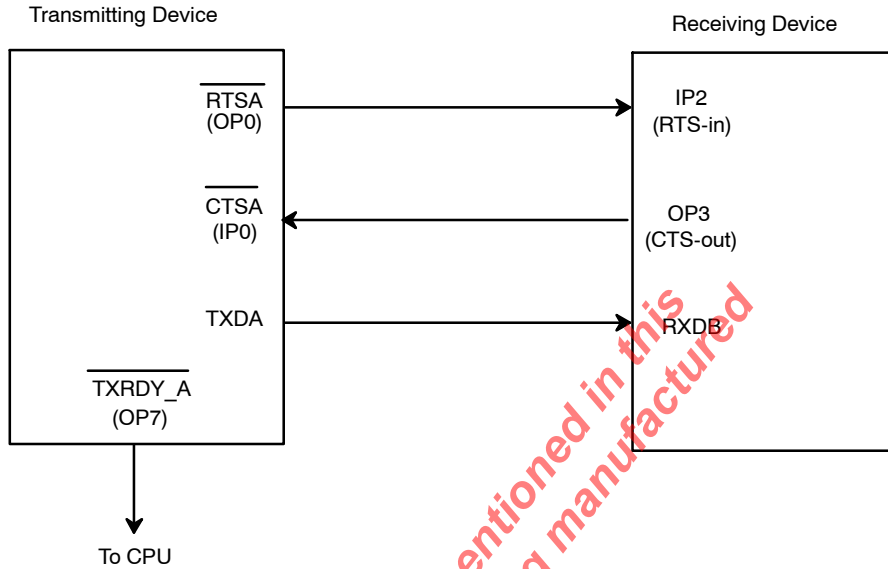 Transmitting Device
Receiving Device
RTSA
(OP0)
IP2
(RTS-in)
CTSA
(IP0)
OP3
(CTS-out)
TXDA
RXDB
TXRDY_A
(OP7)
To CPU
entioned in this
g manufactured